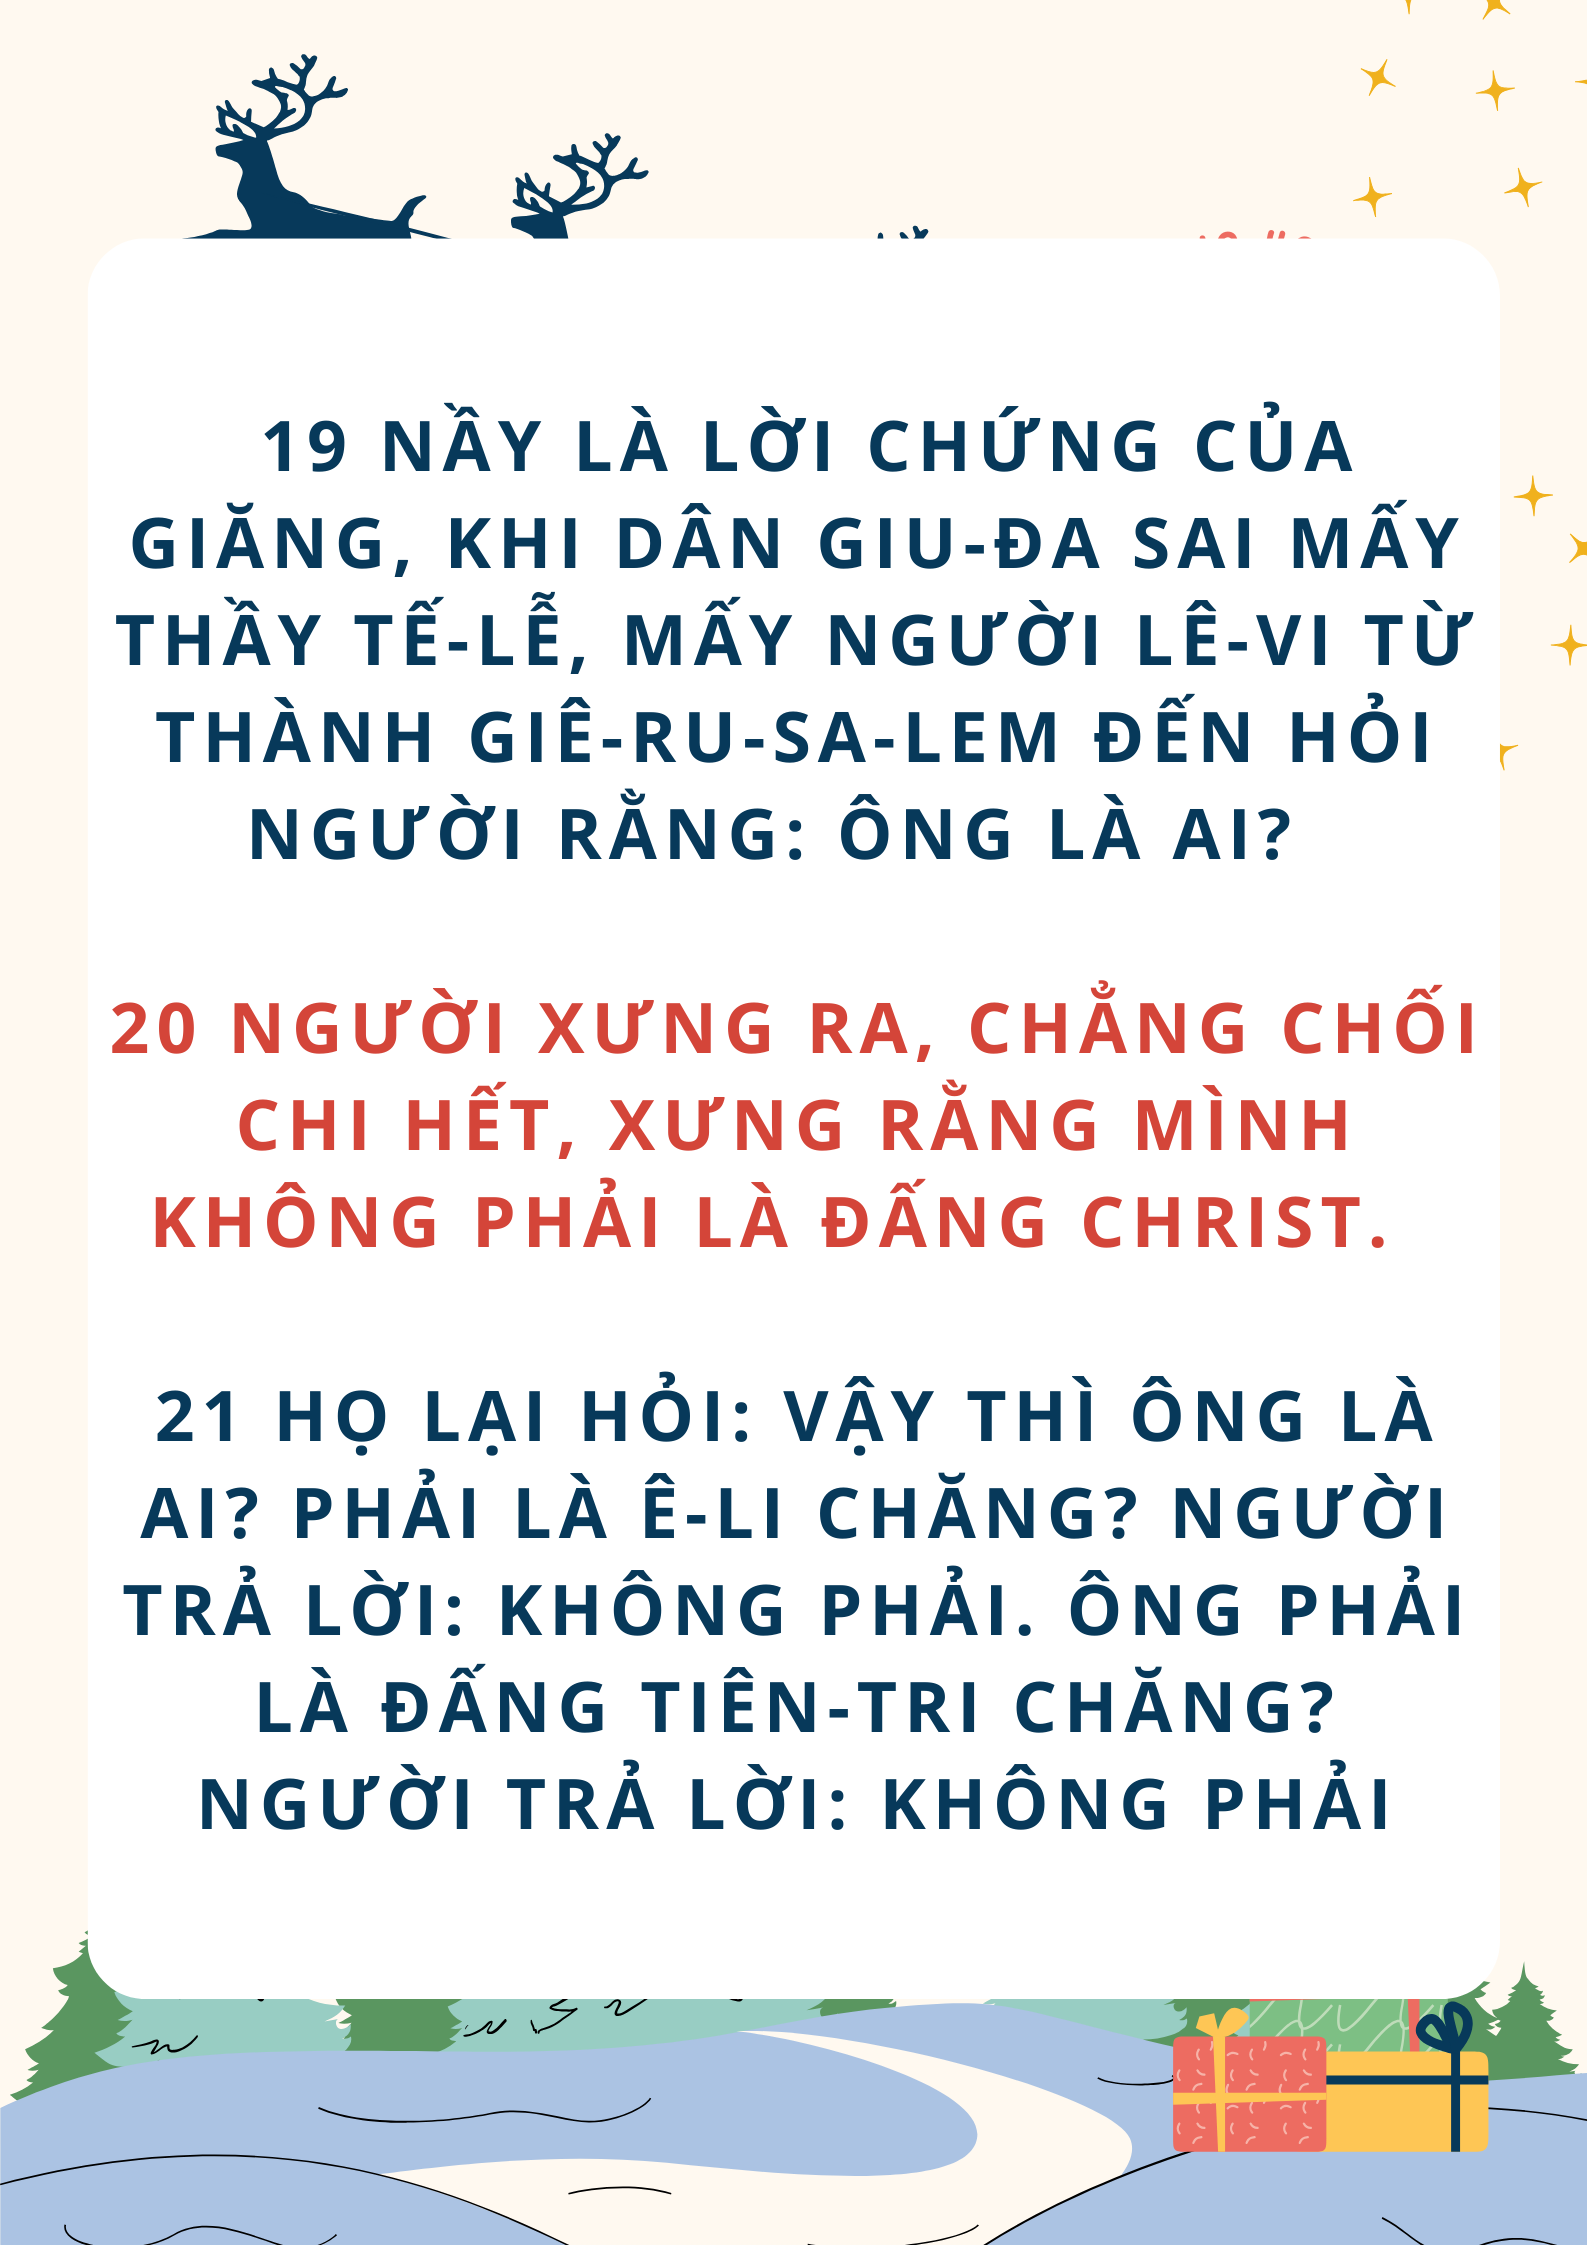 19 NẦY LÀ LỜI CHỨNG CỦA
GIĂNG, KHI DÂN GIU-ĐA SAI MẤY
THẦY TẾ-LỄ, MẤY NGƯỜI LÊ-VI TỪ
THÀNH GIÊ-RU-SA-LEM ĐẾN HỎI
NGƯỜI RẰNG: ÔNG LÀ AI?
20 NGƯỜI XƯNG RA, CHẲNG CHỐI
CHI HẾT, XƯNG RẰNG MÌNH
KHÔNG PHẢI LÀ ĐẤNG CHRIST.
21 HỌ LẠI HỎI: VẬY THÌ ÔNG LÀ
AI? PHẢI LÀ Ê-LI CHĂNG? NGƯỜI
TRẢ LỜI: KHÔNG PHẢI. ÔNG PHẢI
LÀ ĐẤNG TIÊN-TRI CHĂNG?
NGƯỜI TRẢ LỜI: KHÔNG PHẢI